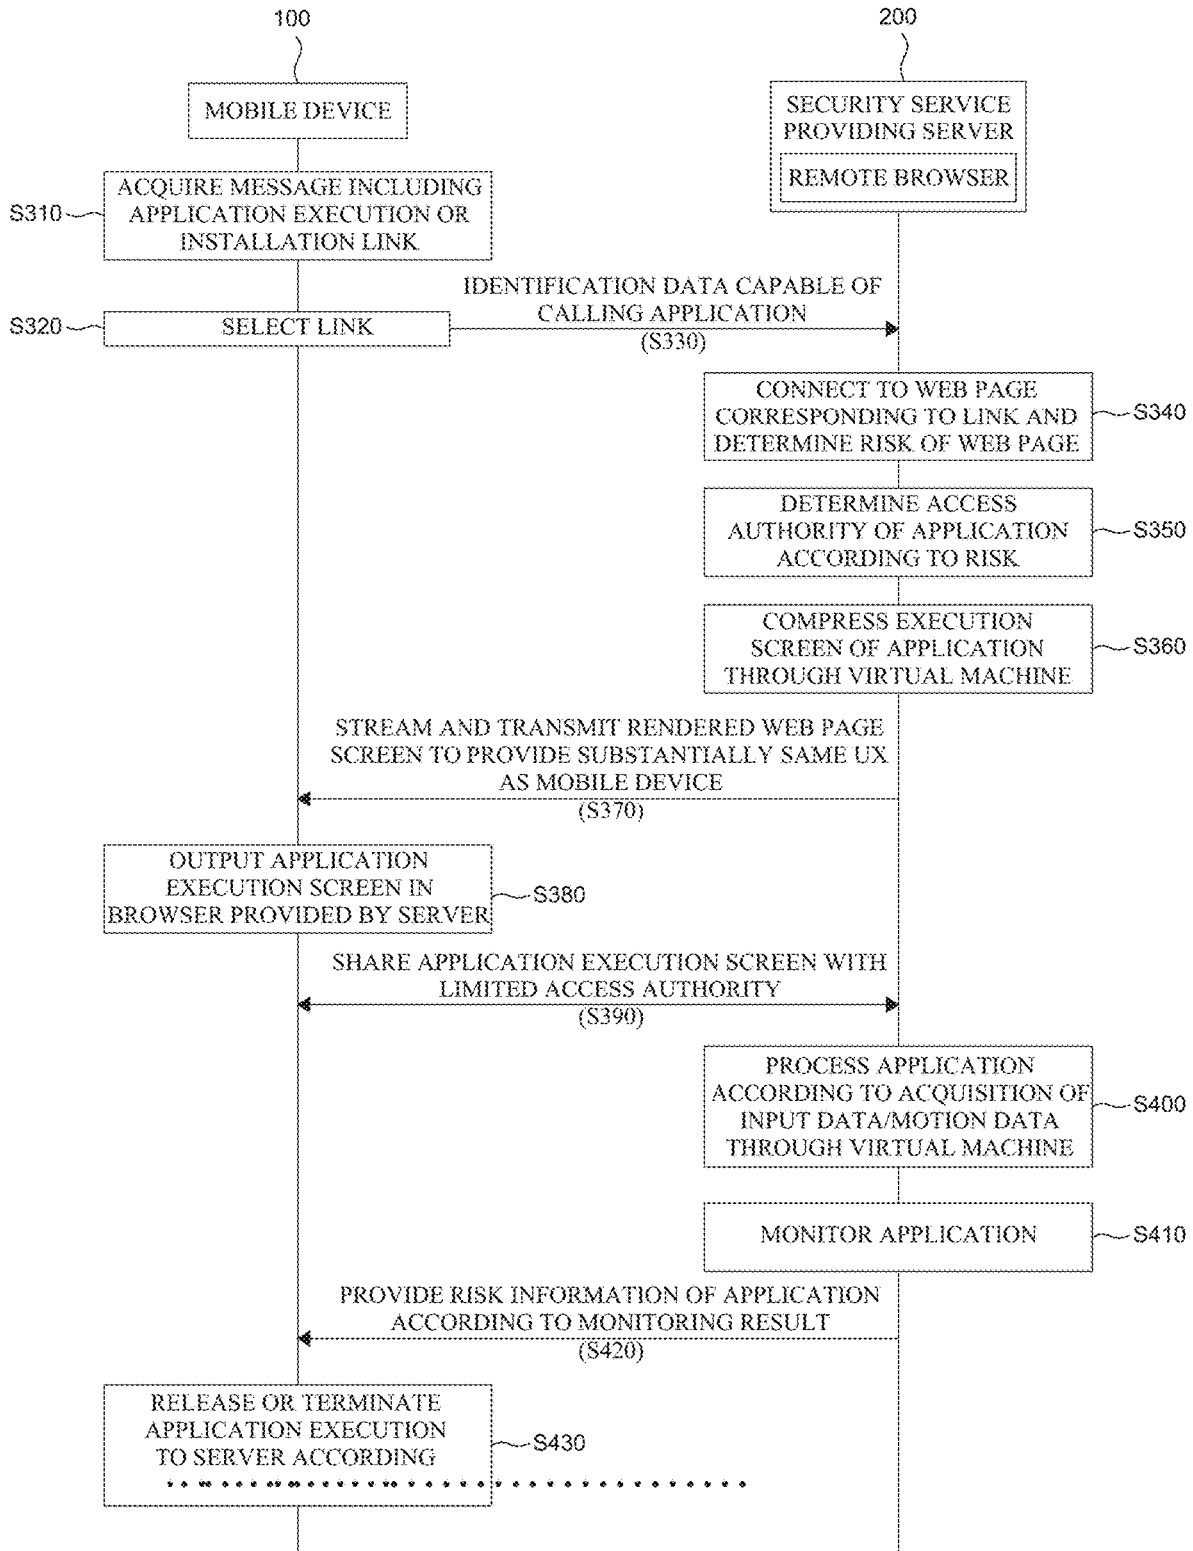 100
200
MOBILE DEVICE
SECURITY SERVICE
PROVIDING SERVER
REMOTE BROWSER
S310
ACQUIRE MESSAGE INCLUDING
APPLICATION EXECUTION OR
INSTALLATION LINK
S320
SELECT LINK
IDENTIFICATION DATA CAPABLE OF
CALLING APPLICATION
(S330)
CONNECT TO WEB PAGE
CORRESPONDING TO LINK AND
DETERMINE RISK OF WEB PAGE
S340
DETERMINE ACCESS
AUTHORITY OF APPLICATION
ACCORDING TO RISK
S350
COMPRESS EXECUTION
SCREEN OF APPLICATION
THROUGH VIRTUAL MACHINE
S360
STREAM AND TRANSMIT RENDERED WEB PAGE
SCREEN TO PROVIDE SUBSTANTIALLY SAME UX
AS MOBILE DEVICE
(S370)
OUTPUT APPLICATION
EXECUTION SCREEN IN
BROWSER PROVIDED BY SERVER
S380
SHARE APPLICATION EXECUTION SCREEN WITH
LIMITED ACCESS AUTHORITY
(S390)
PROCESS APPLICATION
ACCORDING TO ACQUISITION OF
INPUT DATA/MOTION DATA
THROUGH VIRTUAL MACHINE
S400
MONITOR APPLICATION
S410
PROVIDE RISK INFORMATION OF APPLICATION
ACCORDING TO MONITORING RESULT
(S420)
RELEASE OR TERMINATE
APPLICATION EXECUTION
TO SERVER ACCORDING
S430